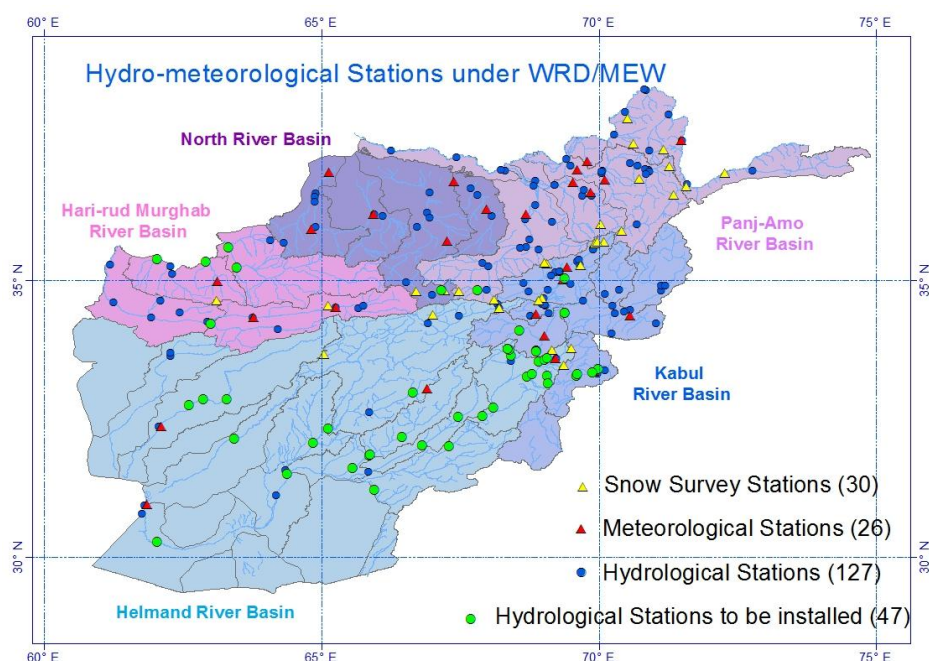 60° E
65° E
70° E
75° E
Hydro-meteorological Stations under WRD/MEW
North River Basin
Hari-rud Murghab
River Basin
Panj-Amo
River Basin
35° N
35° N
Kabul
River Basin
Snow Survey Stations (30)
Meteorological Stations (26)
Hydrological Stations (127)
30° N
30° N
Helmand River Basin
Hydrological Stations to be installed (47)
60° E
65° E
70° E
75° E